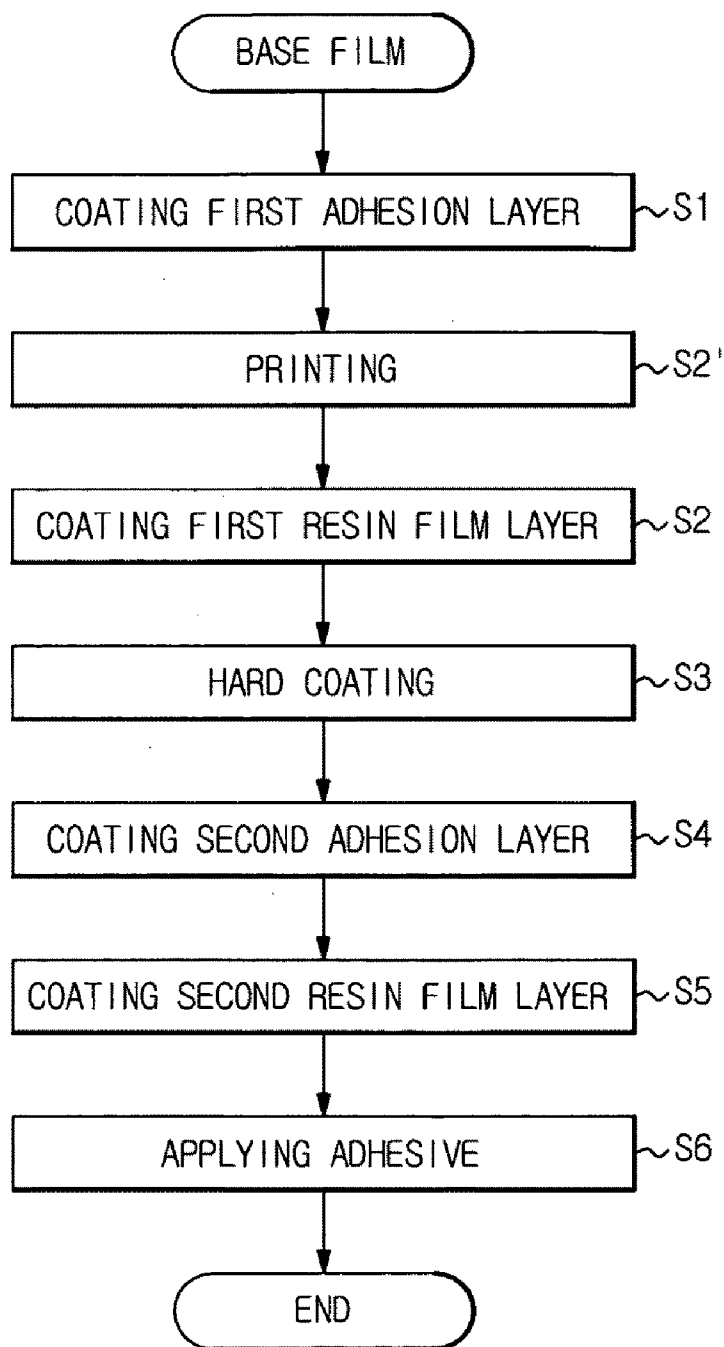 BASE FILM
COATING FIRST ADHESION LAYER S1
PRINTING S2'
COATING FIRST RESIN FILM LAYER S2
HARD COATING S3
COATING SECOND ADHESION LAYER S4
COATING SECOND RESIN FILM LAYER S5
APPLYING ADHESIVE S6
END